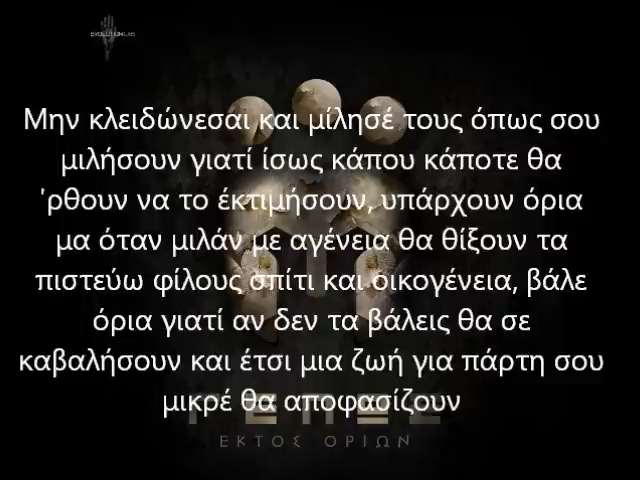 EVOLUTIONLAB
Μην κλειδώνεσαι και μίλησέ τους όπως σου
μιλήσουν γιατί ίσως κάπου κάποτε θα
'ρθουν να το έκτιμήσουν, υπάρχουν όρια
μα όταν μιλάν με αγένεια θα θίξουν τα
πιστεύω φίλους σπίτι και οικογένεια, βάλε
όρια γιατί αν δεν τα βάλεις θα σε
καβαλήσουν και έτσι μια ζωή για πάρτη σου
μικρέ θα αποφασίζουν
ΕΚΤΟΣ ΟΡΙΩΝ